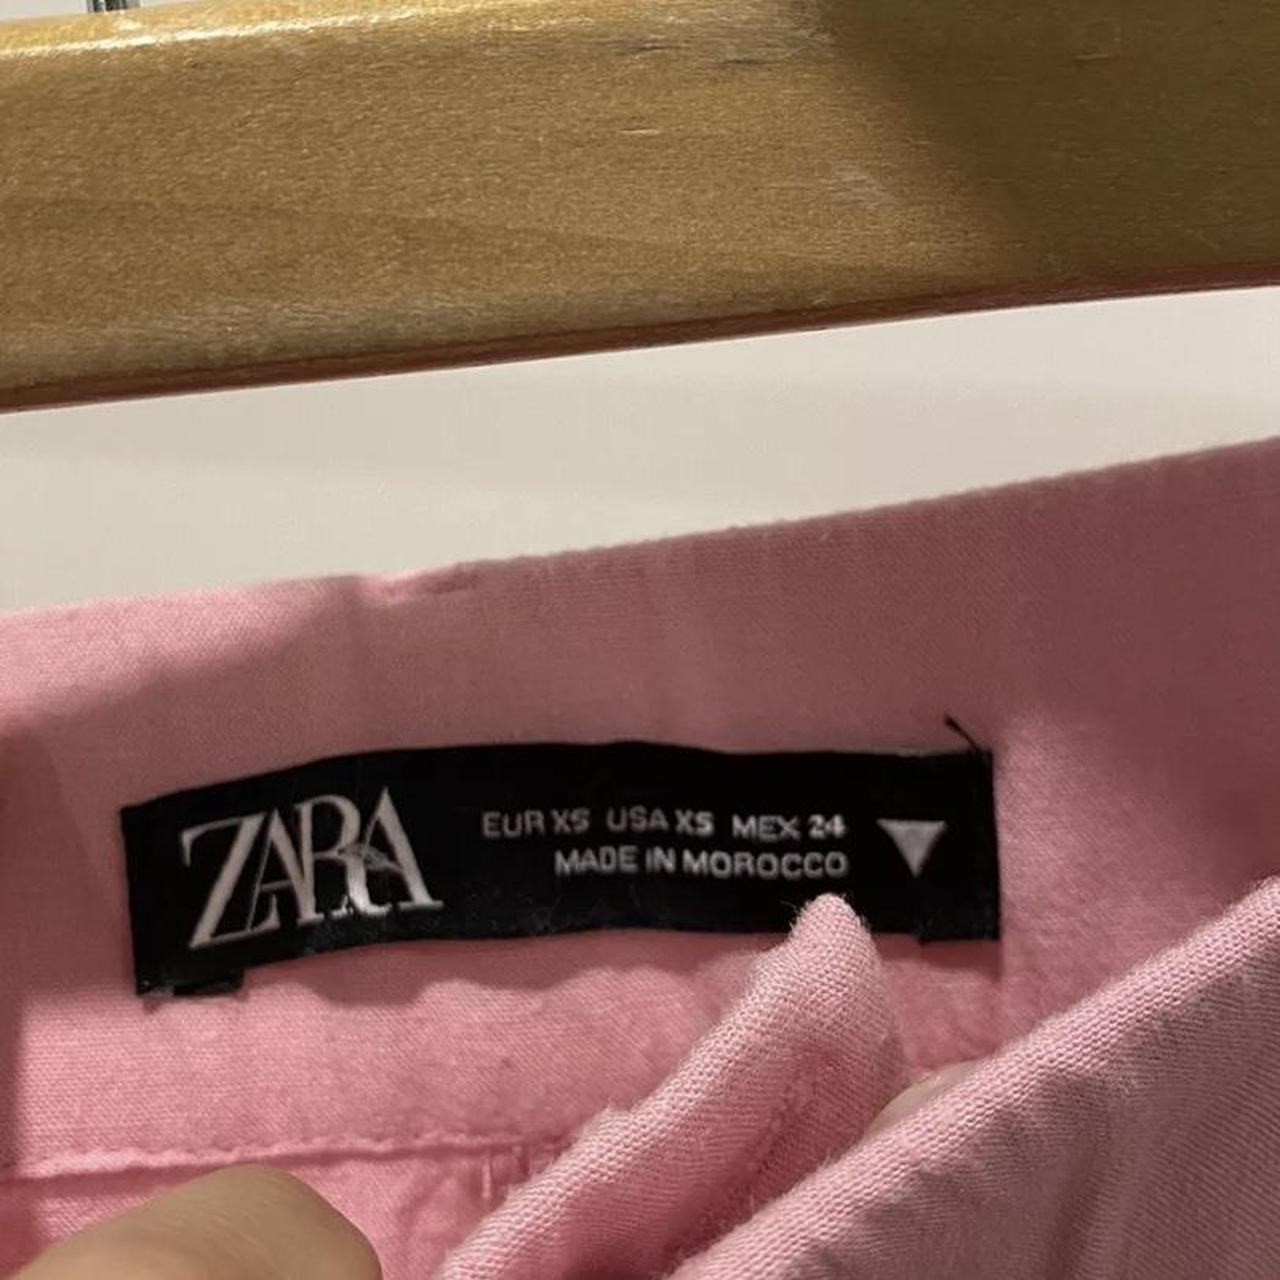 ZARA
EUR XS USA XS MEX 24
MADE IN MOROCCO